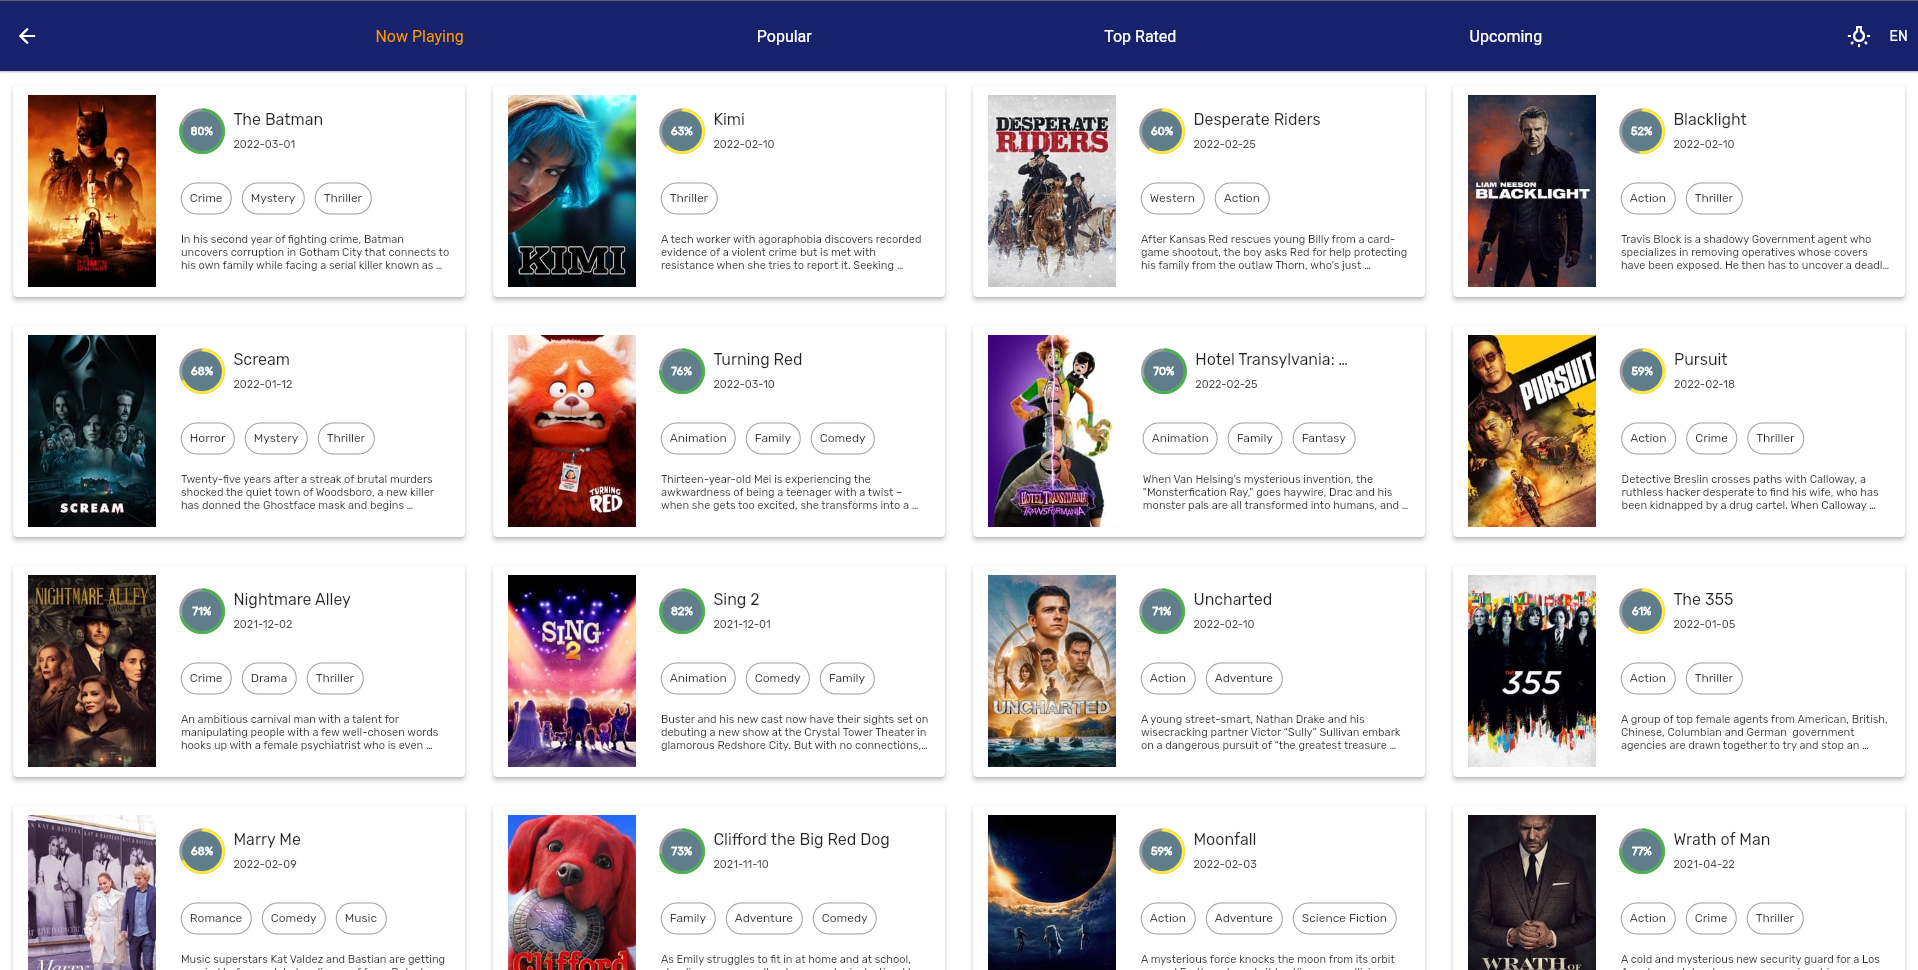 Now Playing
Popular
Top Rated
Upcoming
EN
80%
The Batman
2022-03-01
Crime
Mystery
Thriller
In his second year of fighting crime, Batman
uncovers corruption in Gotham City that connects to
his own family while facing a serial killer known as ...
KIMI
63%
Kimi
2022-02-10
Thriller
A tech worker with agoraphobia discovers recorded
evidence of a violent crime but is met with
resistance when she tries to report it. Seeking ...
DESPERATE
RIDERS
60%
Desperate Riders
2022-02-25
Western
Action
After Kansas Red rescues young Billy from a card-
game shootout, the boy asks Red for help protecting
his family from the outlaw Thorn, who's just ...
LIAM NEESON
BLACKLIGHT
52%
Blacklight
2022-02-10
Action
Thriller
Travis Block is a shadowy Government agent who
specializes in removing operatives whose covers
have been exposed. He then has to uncover a deadl...
SCREAM
68%
Scream
2022-01-12
Horror
Mystery
Thriller
Twenty-five years after a streak of brutal murders
shocked the quiet town of Woodsboro, a new killer
has donned the Ghostface mask and begins ...
TURNING
RED
76%
Turning Red
2022-03-10
Animation
Family
Comedy
Thirteen-year-old Mei is experiencing the
awkwardness of being a teenager with a twist –
when she gets too excited, she transforms into a ...
HOTEL TRANSYLVANIA
TRANSFORMANIA
70%
Hotel Transylvania: ...
2022-02-25
Animation
Family
Fantasy
When Van Helsing's mysterious invention, the
"Monsterfication Ray," goes haywire, Drac and his
monster pals are all transformed into humans, and ...
PURSUIT
59%
Pursuit
2022-02-18
Action
Crime
Thriller
Detective Breslin crosses paths with Calloway, a
ruthless hacker desperate to find his wife, who has
been kidnapped by a drug cartel. When Calloway ...
NIGHTMARE ALLEY
71%
Nightmare Alley
2021-12-02
Crime
Drama
Thriller
An ambitious carnival man with a talent for
manipulating people with a few well-chosen words
hooks up with a female psychiatrist who is even ...
SING
2
82%
Sing 2
2021-12-01
Animation
Comedy
Family
Buster and his new cast now have their sights set on
debuting a new show at the Crystal Tower Theater in
glamorous Redshore City. But with no connections,...
UNCHARTED
71%
Uncharted
2022-02-10
Action
Adventure
A young street-smart, Nathan Drake and his
wisecracking partner Victor “Sully” Sullivan embark
on a dangerous pursuit of “the greatest treasure ...
THE
355
61%
The 355
2022-01-05
Action
Thriller
A group of top female agents from American, British,
Chinese, Columbian and German  government
agencies are drawn together to try and stop an ...
Marry
68%
Marry Me
2022-02-09
Romance
Comedy
Music
Music superstars Kat Valdez and Bastian are getting
Clifford
73%
Clifford the Big Red Dog
2021-11-10
Family
Adventure
Comedy
As Emily struggles to fit in at home and at school,
59%
Moonfall
2022-02-03
Action
Adventure
Science Fiction
A mysterious force knocks the moon from its orbit
WRATH OF
77%
Wrath of Man
2021-04-22
Action
Crime
Thriller
A cold and mysterious new security guard for a Los